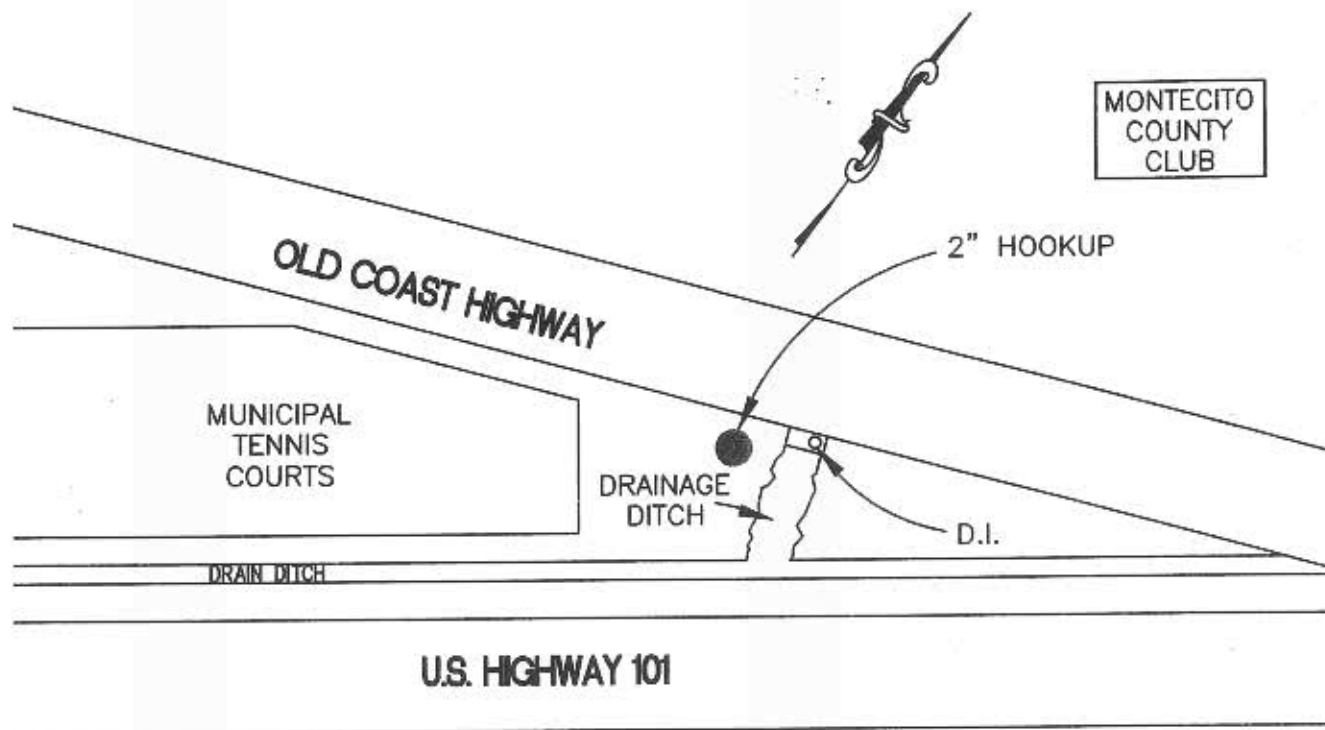 MONTECITO
COUNTY
CLUB
2” HOOKUP
OLD COAST HIGHWAY
MUNICIPAL
TENNIS
COURTS
DRAINAGE
DITCH
D.I.
DRAIN DITCH
U.S. HIGHWAY 101